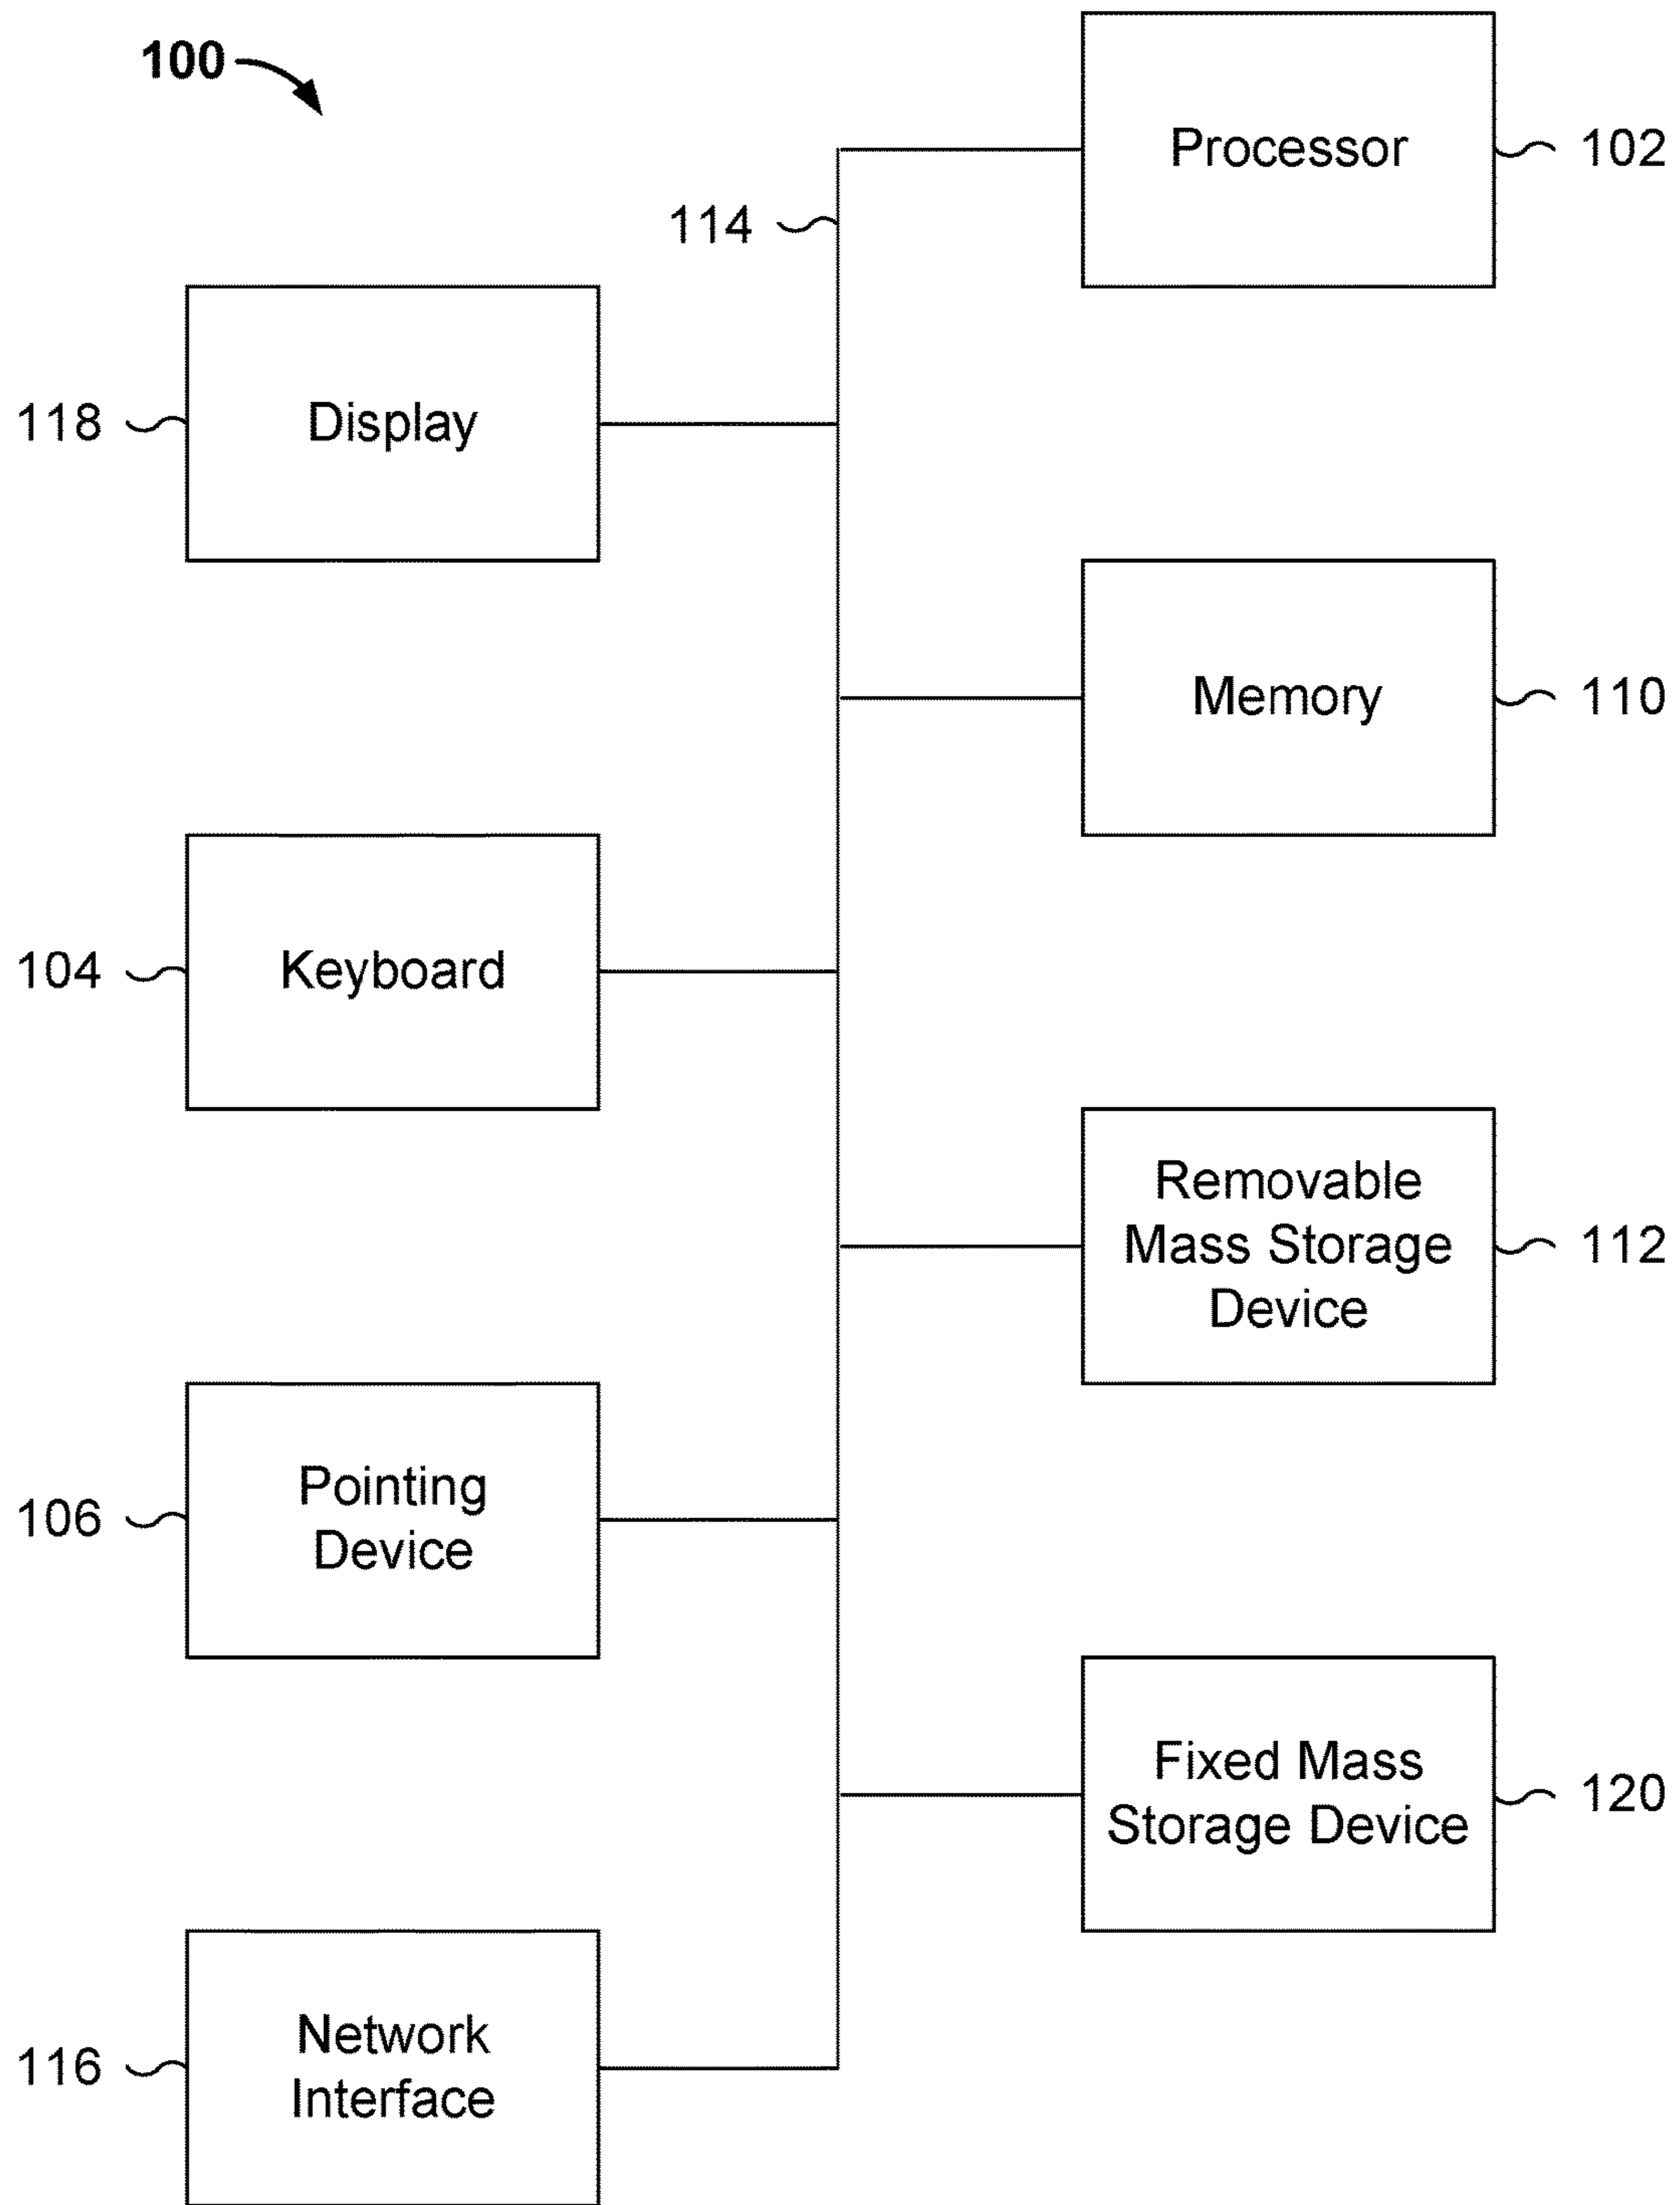 100
Processor
102
114
Display
118
Memory
110
Keyboard
104
Removable
Mass Storage
Device
112
Pointing
Device
106
Fixed Mass
Storage Device
120
Network
Interface
116